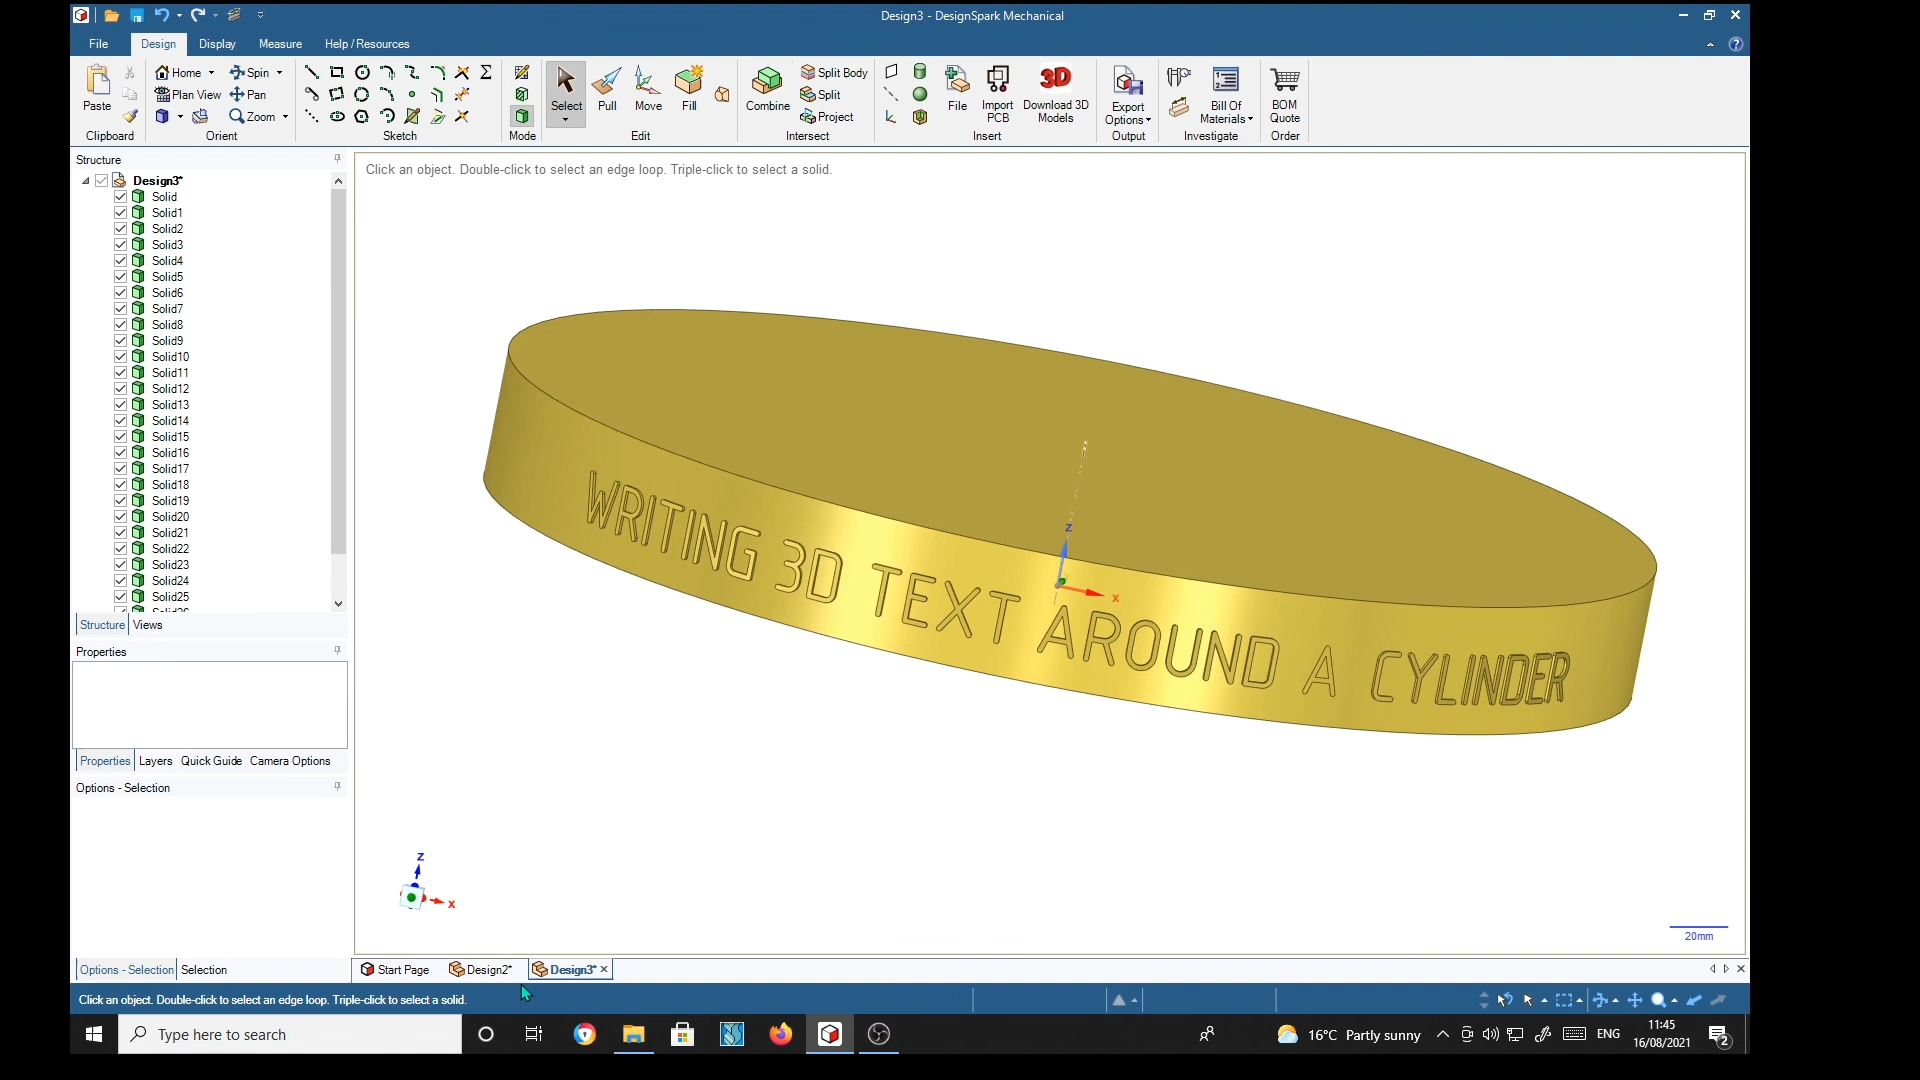 Design3 - DesignSpark Mechanical
File Design Display Measure Help / Resources
Paste
Clipboard
Home
Plan View
Spin
Pan
Zoom
Orient
Sketch
Mode
Select
Pull
Move
Fill
Edit
Combine
Split Body
Split
Project
Intersect
File
Import PCB
3D
Download 3D Models
Insert
Export Options
Output
Bill Of Materials
Investigate
BOM Quote
Order
Structure
Design3*
Solid
Solid1
Solid2
Solid3
Solid4
Solid5
Solid6
Solid7
Solid8
Solid9
Solid10
Solid11
Solid12
Solid13
Solid14
Solid15
Solid16
Solid17
Solid18
Solid19
Solid20
Solid21
Solid22
Solid23
Solid24
Solid25
Structure Views
Properties
Properties Layers Quick Guide Camera Options
Options - Selection
Options - Selection Selection
Click an object. Double-click to select an edge loop. Triple-click to select a solid.
WRITING 3D TEXT AROUND A CYLINDER
Z
X
Z
X
20mm
Start Page Design2* Design3*
Click an object. Double-click to select an edge loop. Triple-click to select a solid.
Type here to search
16°C Partly sunny
ENG
11:45
16/08/2021
2